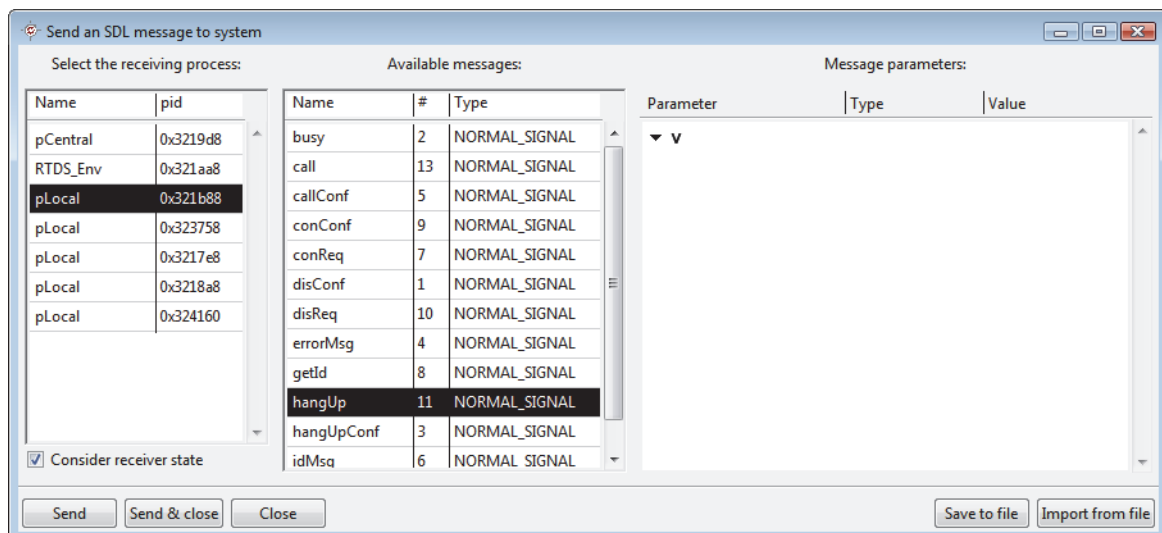 Send an SDL message to system
Select the receiving process: Available messages: Message parameters:
Name pid Name # Type Parameter Type Value
pCentral 0x3219d8 busy 2 NORMAL_SIGNAL v
RTDS_Env 0x321aa8 call 13 NORMAL_SIGNAL
pLocal 0x321b88 callConf 5 NORMAL_SIGNAL
pLocal 0x323758 conConf 9 NORMAL_SIGNAL
pLocal 0x3217e8 conReq 7 NORMAL_SIGNAL
pLocal 0x3218a8 disConf 1 NORMAL_SIGNAL
pLocal 0x324160 disReq 10 NORMAL_SIGNAL
errorMsg 4 NORMAL_SIGNAL
getId 8 NORMAL_SIGNAL
hangUp 11 NORMAL_SIGNAL
hangUpConf 3 NORMAL_SIGNAL
Consider receiver state idMsg 6 NORMAL_SIGNAL
Send Send & close Close Save to file Import from file